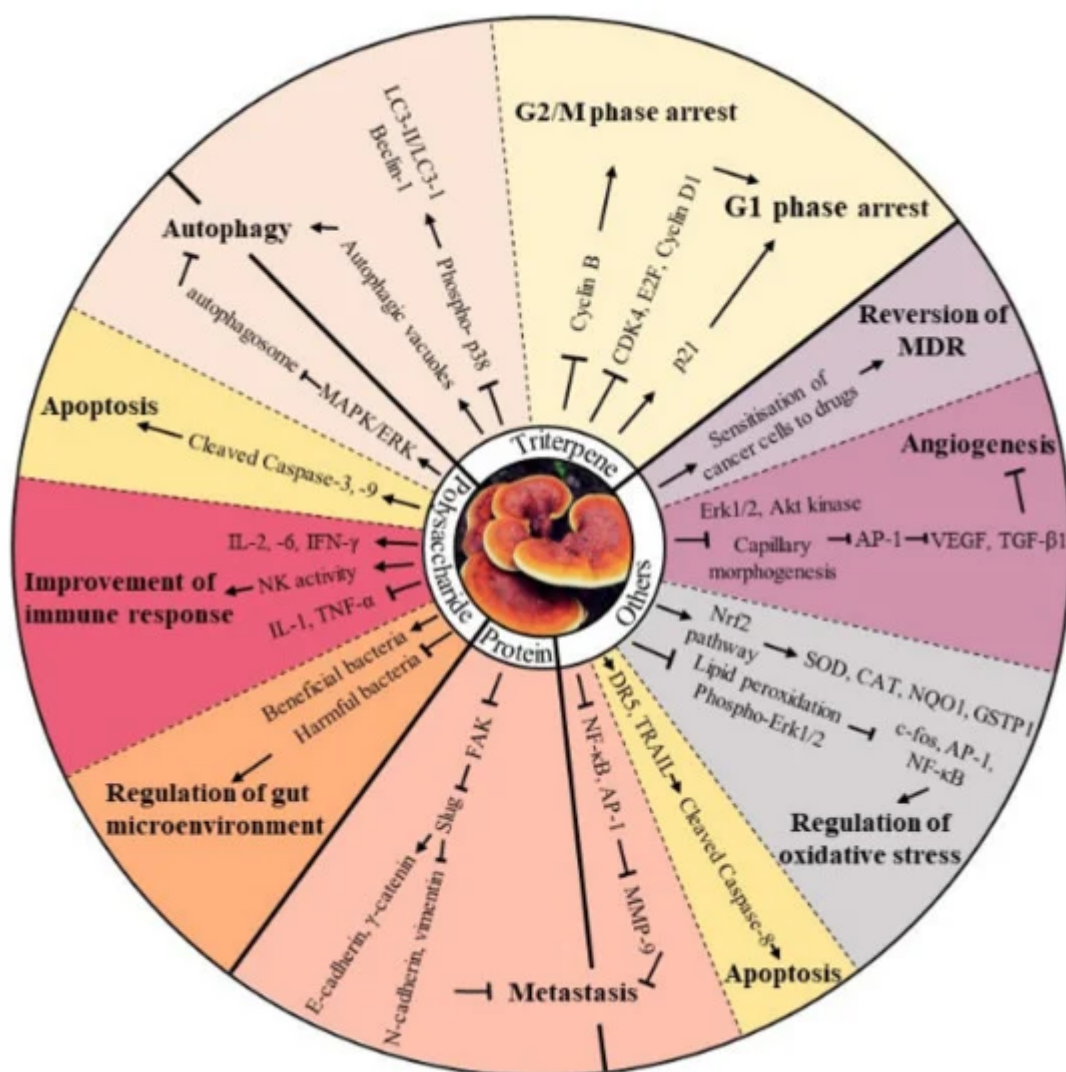 G2/M phase arrest
G1 phase arrest
Cyclin B
CDK4, E2F, Cyclin D1
p21
LC3-II/LC3-1
Beclin-1
Phospho- p38
Autophagic vacuoles
Autophagy
autophagosome
MAPK/ERK
Apoptosis
Cleaved Caspase-3, -9
IL-2, -6, IFN-γ
NK activity
IL-1, TNF-α
Improvement of
immune response
Beneficial bacteria
Harmful bacteria
Regulation of gut
microenvironment
Triterpene
Polysaccharide
Protein
Others
Reversion of
MDR
Sensitisation of
cancer cells to drugs
Angiogenesis
Erk1/2, Akt kinase
Capillary
morphogenesis
AP-1
VEGF, TGF-β1
Nrf2
pathway
SOD, CAT, NQO1, GSTP1
Lipid peroxidation
Phospho-Erk1/2
c-fos, AP-1,
NF-κB
Regulation of
oxidative stress
DR5, TRAIL
Cleaved Caspase-8
Apoptosis
NF-κB, AP-1
MMP-9
FAK
Slug
E-cadherin, γ-catenin
N-cadherin, vimentin
Metastasis